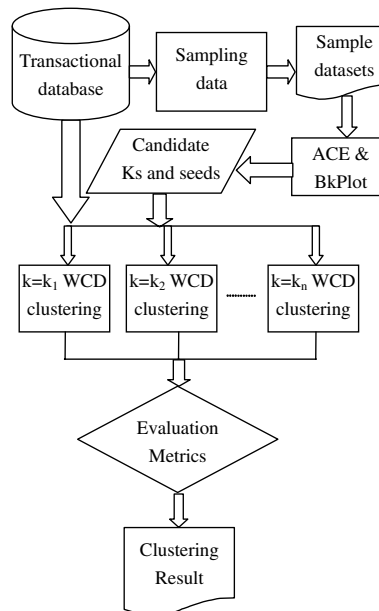 Transactional
database
Sampling
data
Sample
datasets
Candidate
Ks and seeds
ACE &
BkPlot
k=k1 WCD
clustering
k=k2 WCD
clustering
...........
k=kn WCD
clustering
Evaluation
Metrics
Clustering
Result